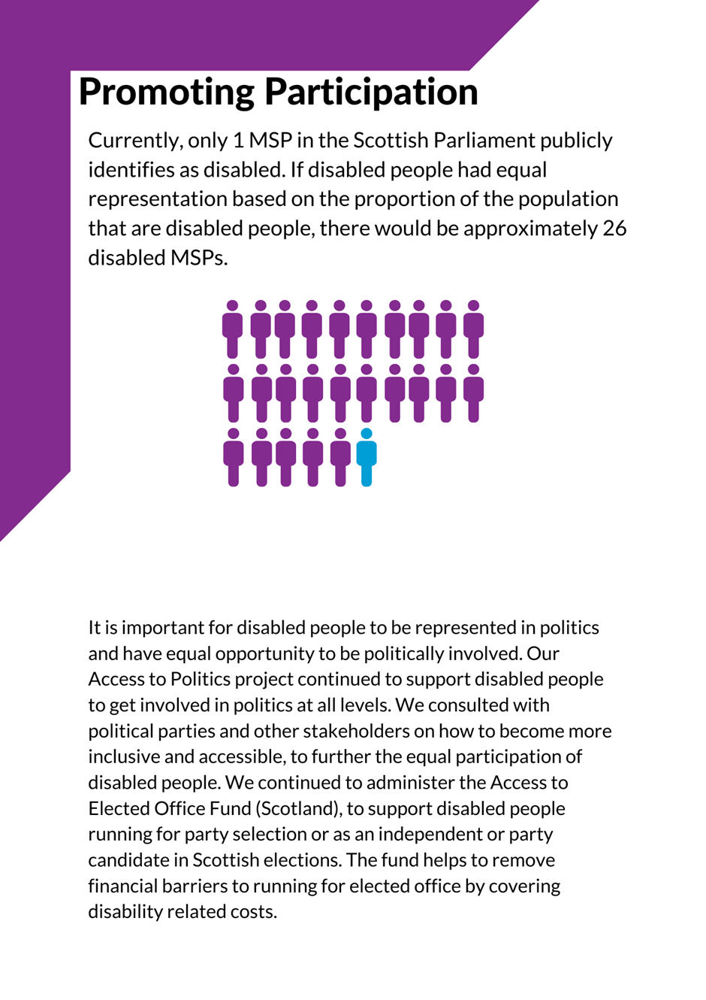 Promoting Participation
Currently, only 1 MSP in the Scottish Parliament publicly
identifies as disabled. If disabled people had equal
representation based on the proportion of the population
that are disabled people, there would be approximately 26
disabled MSPs.
It is important for disabled people to be represented in politics
and have equal opportunity to be politically involved. Our
Access to Politics project continued to support disabled people
to get involved in politics at all levels. We consulted with
political parties and other stakeholders on how to become more
inclusive and accessible, to further the equal participation of
disabled people. We continued to administer the Access to
Elected Office Fund (Scotland), to support disabled people
running for party selection or as an independent or party
candidate in Scottish elections. The fund helps to remove
financial barriers to running for elected office by covering
disability related costs.